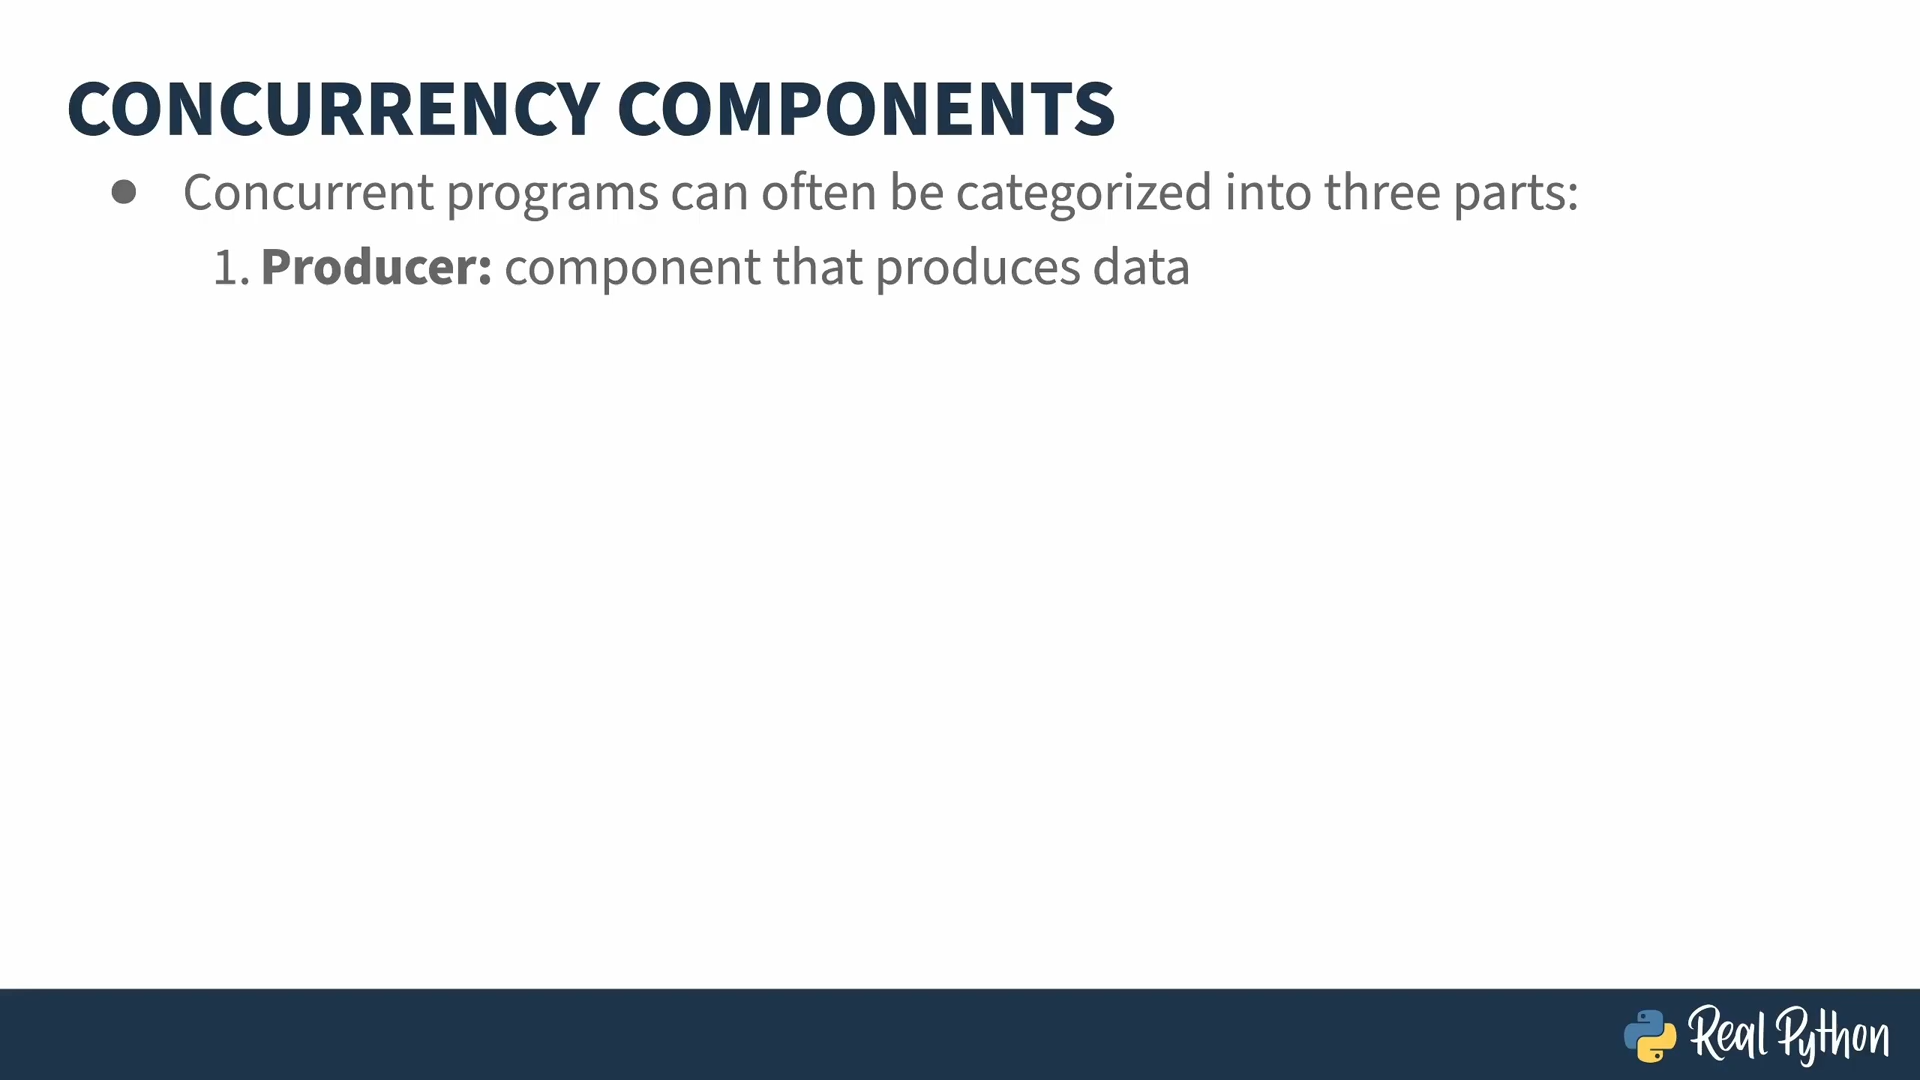 CONCURRENCY COMPONENTS
● Concurrent programs can often be categorized into three parts:
1. Producer: component that produces data
Real Python